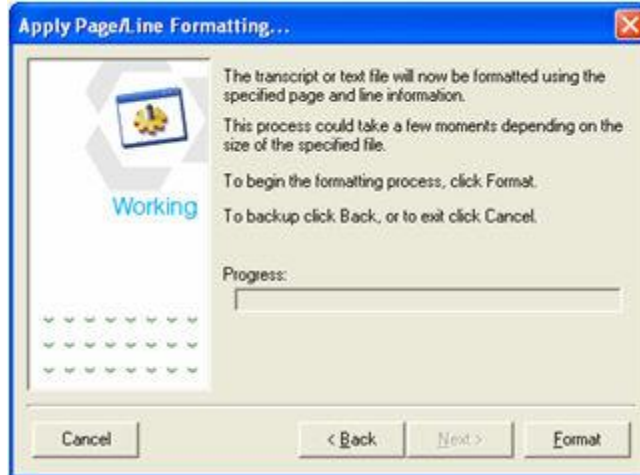 Apply Page/Line Formatting...
The transcript or text file will now be formatted using the
specified page and line information.
This process could take a few moments depending on the
size of the specified file.
To begin the formatting process, click Format.
Working
To backup click Back, or to exit click Cancel.
Progress:
Cancel
< Back
Next >
Format